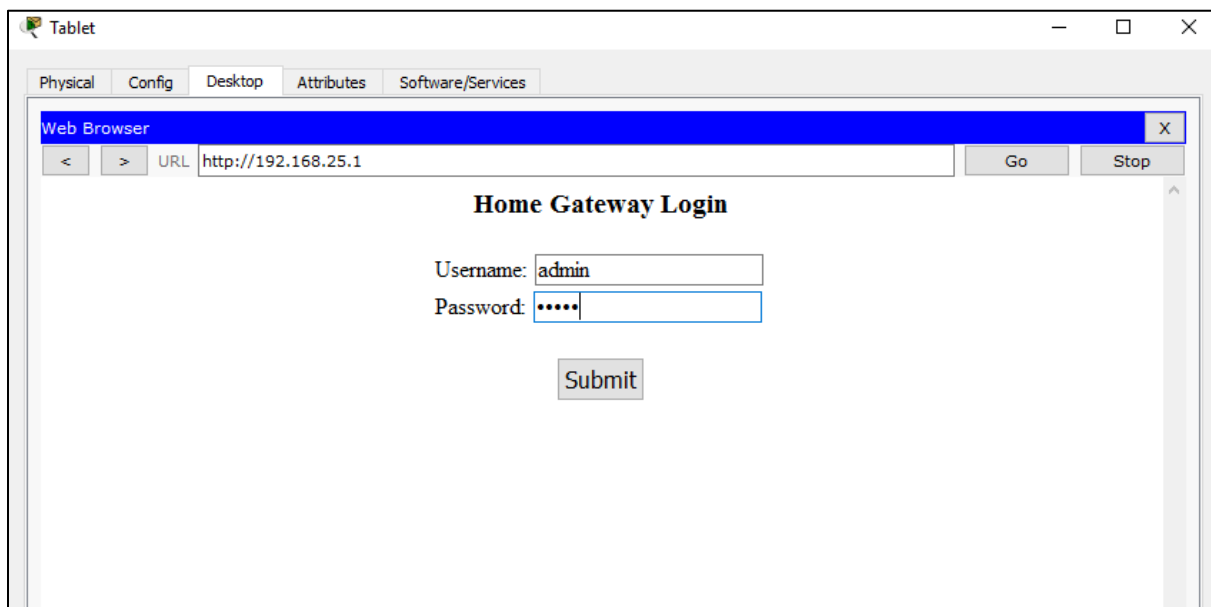 Tablet
Physical Config Desktop Attributes Software/Services
Web Browser X
< > URL http://192.168.25.1 Go Stop
Home Gateway Login
Username: admin
Password: •••••
Submit